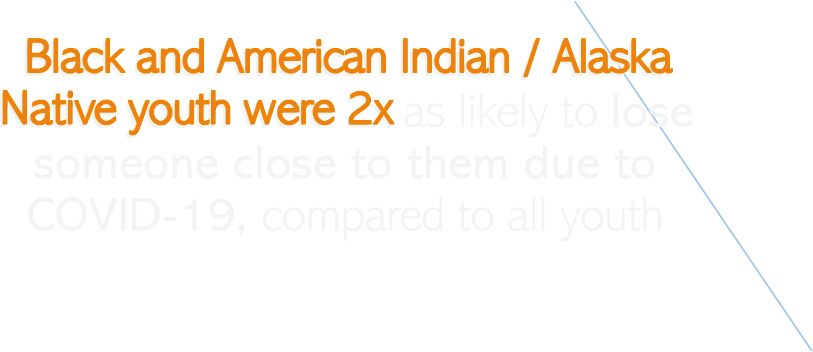 Black and American Indian / Alaska
Native youth were 2x as likely to lose
someone close to them due to
COVID-19, compared to all youth